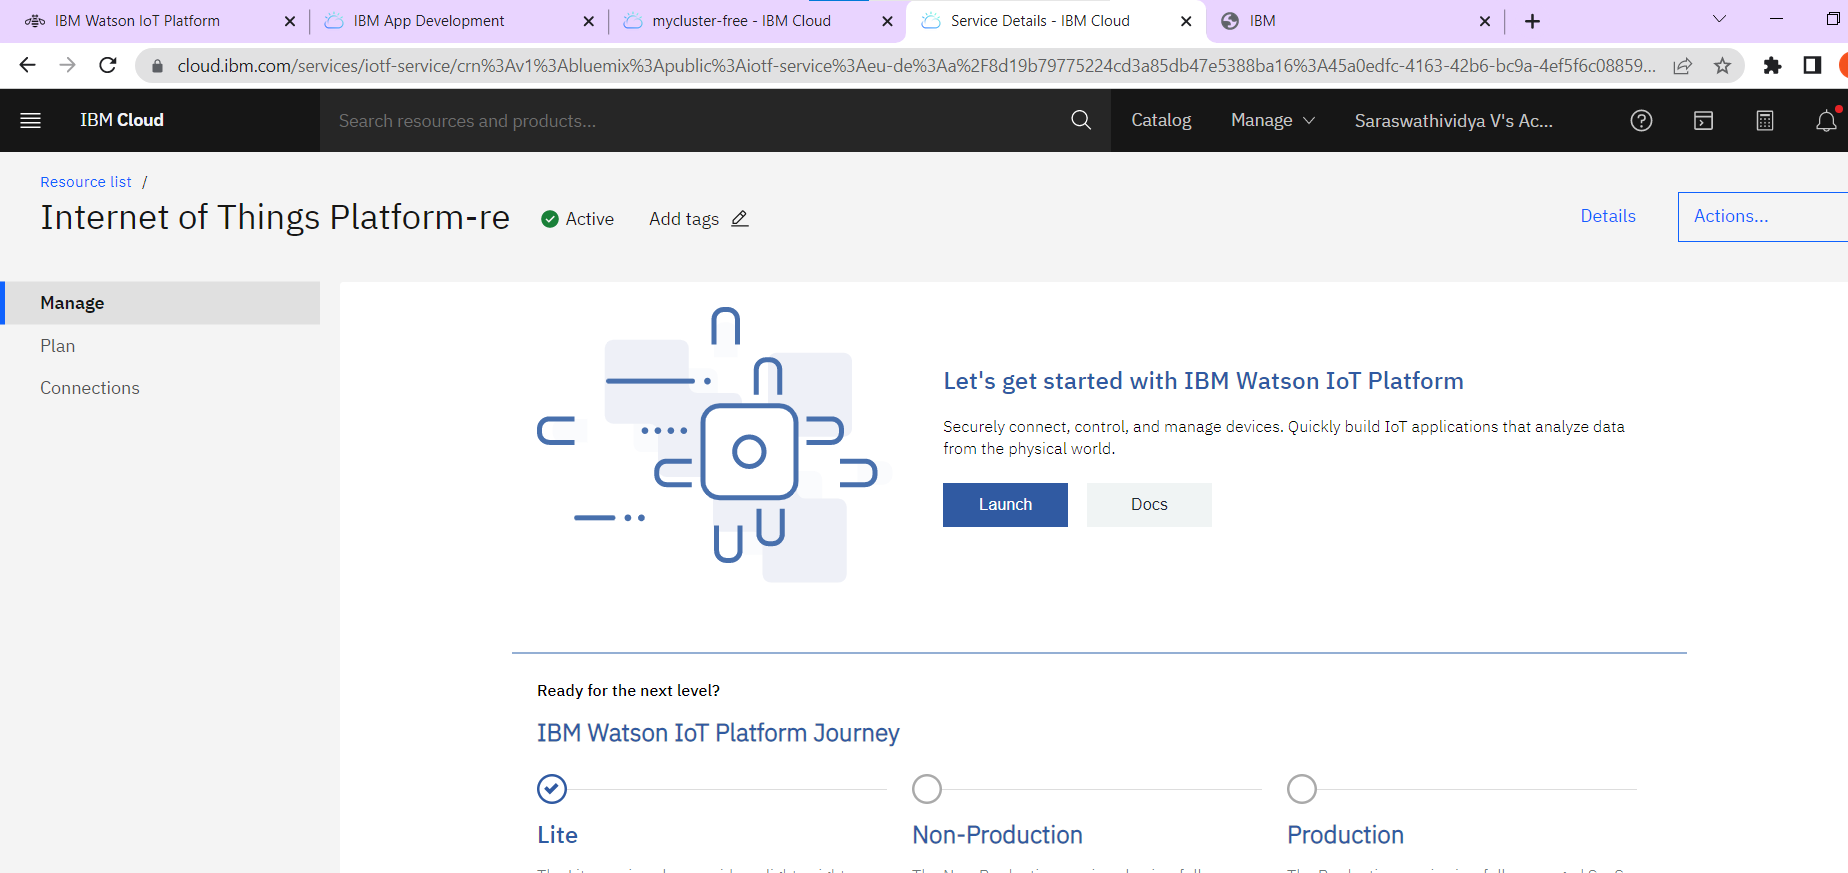 IBM Watson IoT Platform
IBM App Development
mycluster-free - IBM Cloud
Service Details - IBM Cloud
IBM
cloud.ibm.com/services/iotf-service/crn%3Av1%3Abluemix%3Apublic%3Aiotf-service%3Aeu-de%3Aa%2F8d19b79775224cd3a85db47e5388ba16%3A45a0edfc-4163-42b6-bc9a-4ef5f6c08859...
IBM Cloud
Search resources and products...
Catalog
Manage
Saraswathividya V's Ac...
Resource list /
Internet of Things Platform-re
Active
Add tags
Details
Actions...
Manage
Plan
Connections
Let's get started with IBM Watson IoT Platform
Securely connect, control, and manage devices. Quickly build IoT applications that analyze data
from the physical world.
Launch
Docs
Ready for the next level?
IBM Watson IoT Platform Journey
Lite
Non-Production
Production